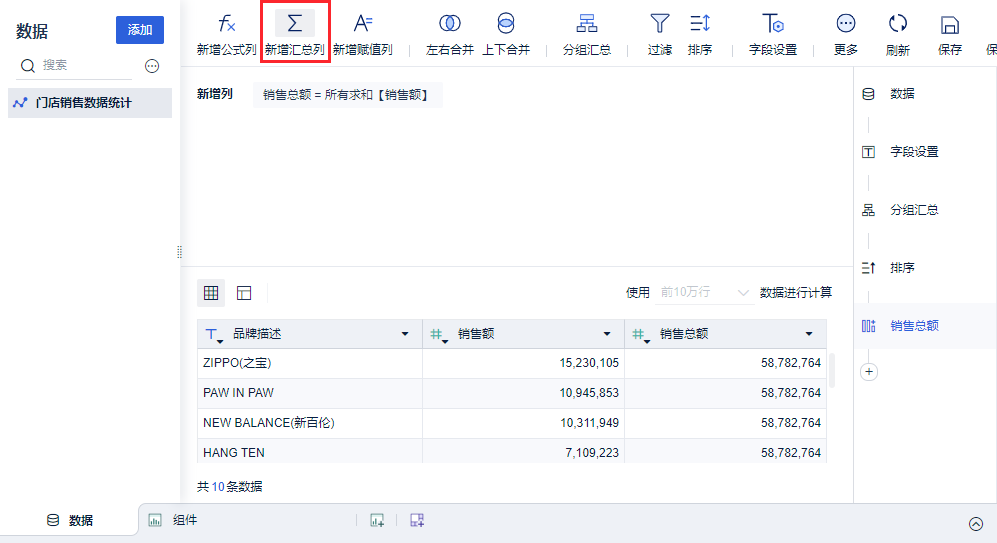 数据
添加
搜索
门店销售数据统计
新增公式列
新增汇总列
新增赋值列
左右合并
上下合并
分组汇总
过滤
排序
字段设置
更多
刷新
保存
新增列
销售总额 = 所有求和【销售额】
使用 前10万行 数据进行计算
品牌描述 销售额 销售总额
ZIPPO(之宝) 15,230,105 58,782,764
PAW IN PAW 10,945,853 58,782,764
NEW BALANCE(新百伦) 10,311,949 58,782,764
HANG TEN 7,109,223 58,782,764
共 10 条数据
数据
字段设置
分组汇总
排序
销售总额
数据
组件